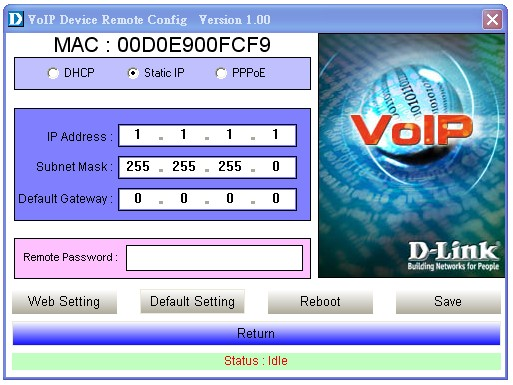 VoIP Device Remote Config Version 1.00
MAC : 00D0E900FCF9
DHCP Static IP PPPoE
IP Address : 1 . 1 . 1 . 1
Subnet Mask : 255 . 255 . 255 . 0
Default Gateway : 0 . 0 . 0 . 0
Remote Password :
VoIP
D-Link
Building Networks for People
Web Setting Default Setting Reboot Save
Return
Status : Idle